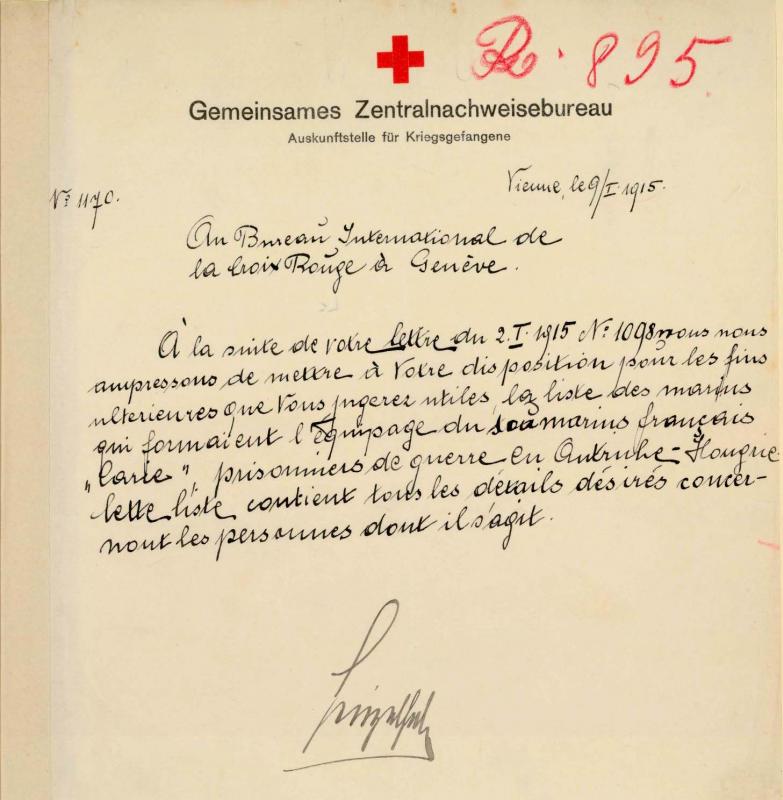 R. 895.
Gemeinsames Zentralnachweisebureau
Auskunftstelle für Kriegsgefangene
Vienne, le 9/I. 1915.
No 1170.
Au Bureau International de
la Croix Rouge à Genève.
À la suite de votre lettre du 2. I. 1915 No 1098 nous nous
ampressons de mettre à Votre disposition pour les fins
ulterieures que Vous jugerez utiles, la liste des marins
qui formaient l'équipage du soumarins français
"Carie", prisonniers de guerre en Autriche-Hongrie.
Cette liste contient tous les détails désirés concer-
nant les personnes dont il s'agit.